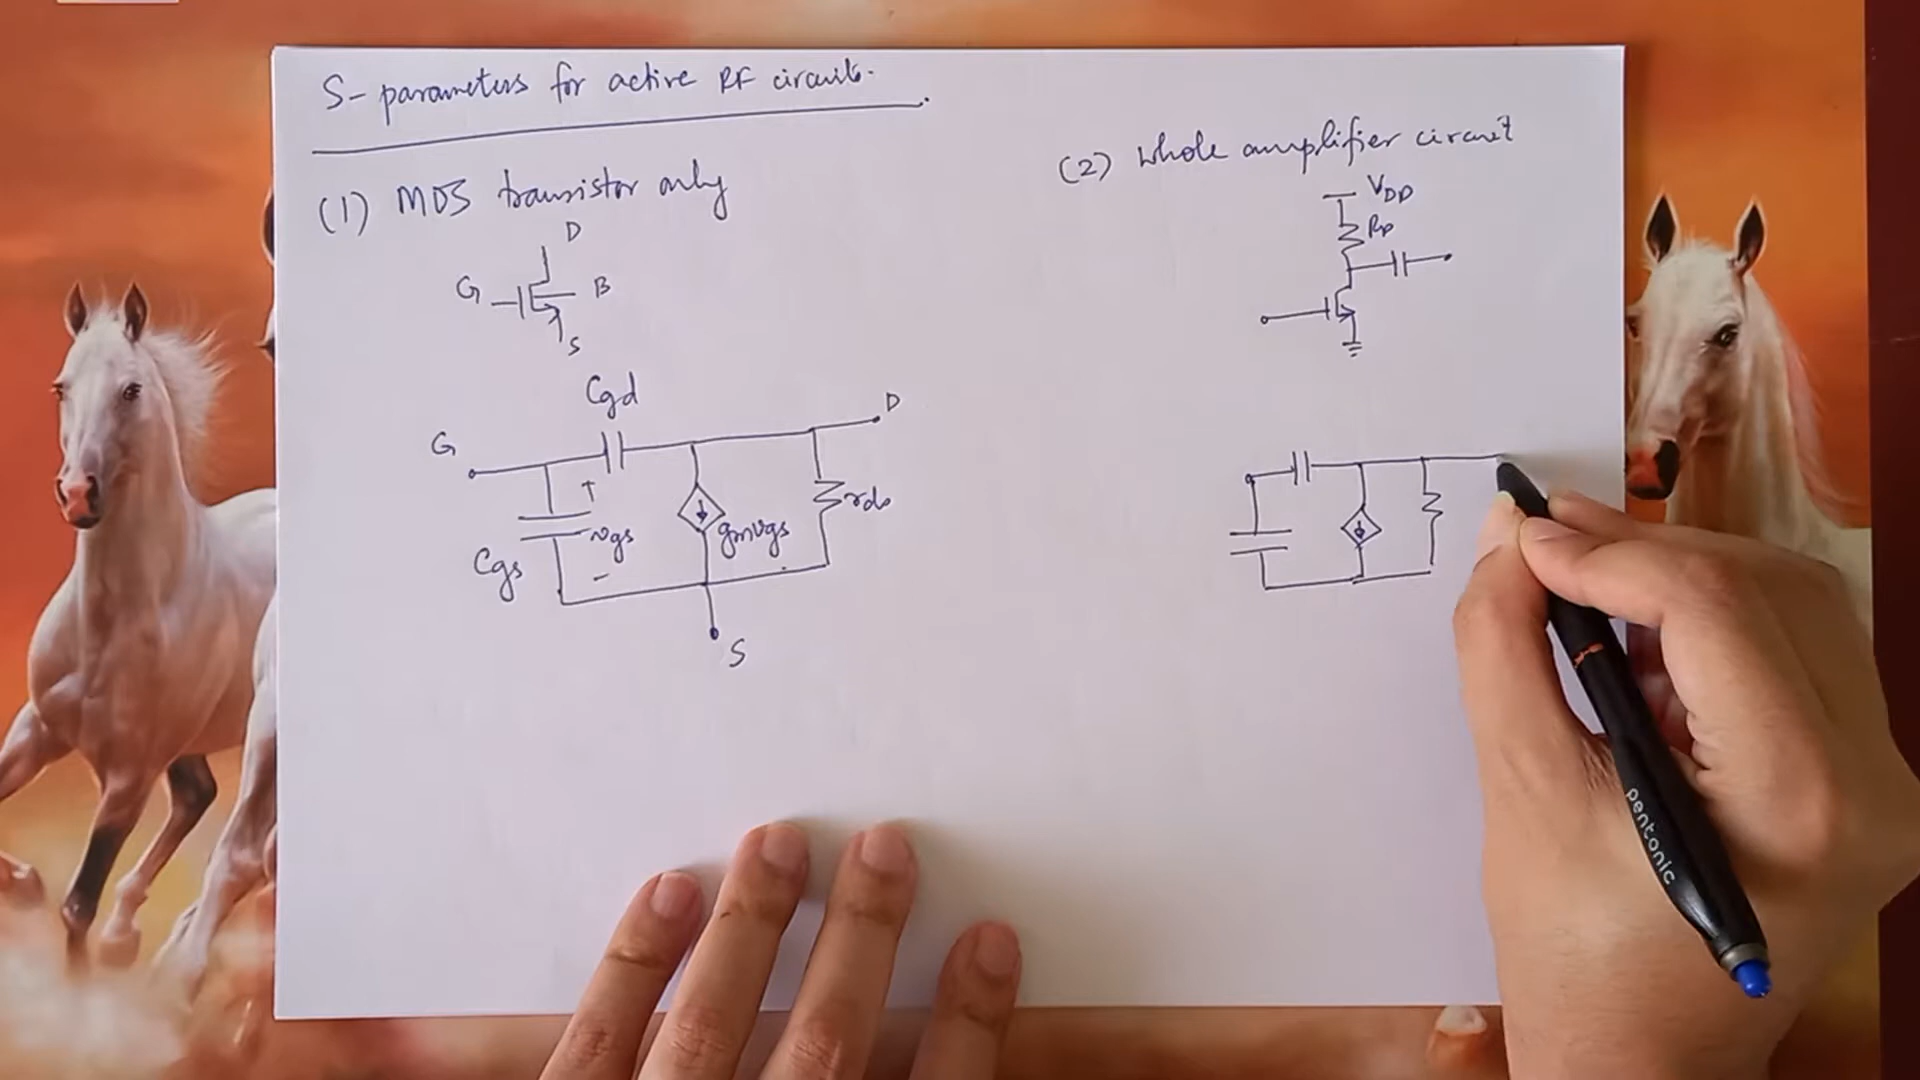 S-parameters for active RF circuits.
(1) MOS transistor only
D
G
B
S
Cgd
G
D
+
vgs
-
Cgs
gmvgs
rds
S
(2) Whole amplifier circuit
VDD
RD
pentonic